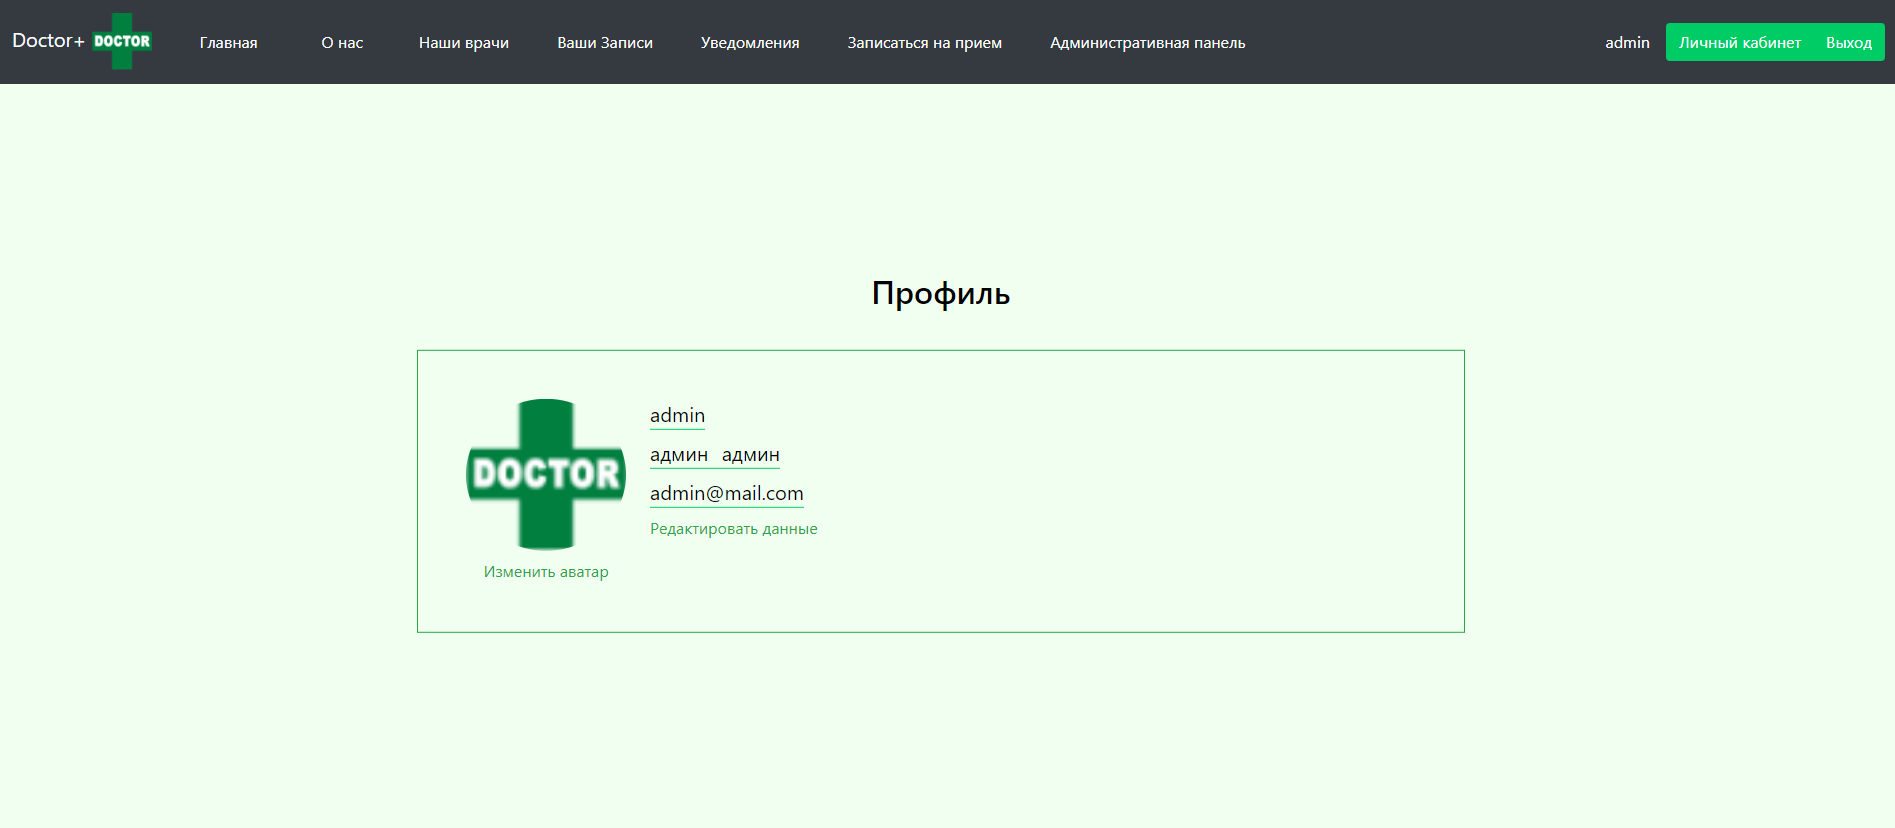 Doctor+ DOCTOR Главная О нас Наши врачи Ваши Записи Уведомления Записаться на прием Административная панель admin Личный кабинет Выход
Профиль
DOCTOR
Изменить аватар
admin
админ админ
admin@mail.com
Редактировать данные